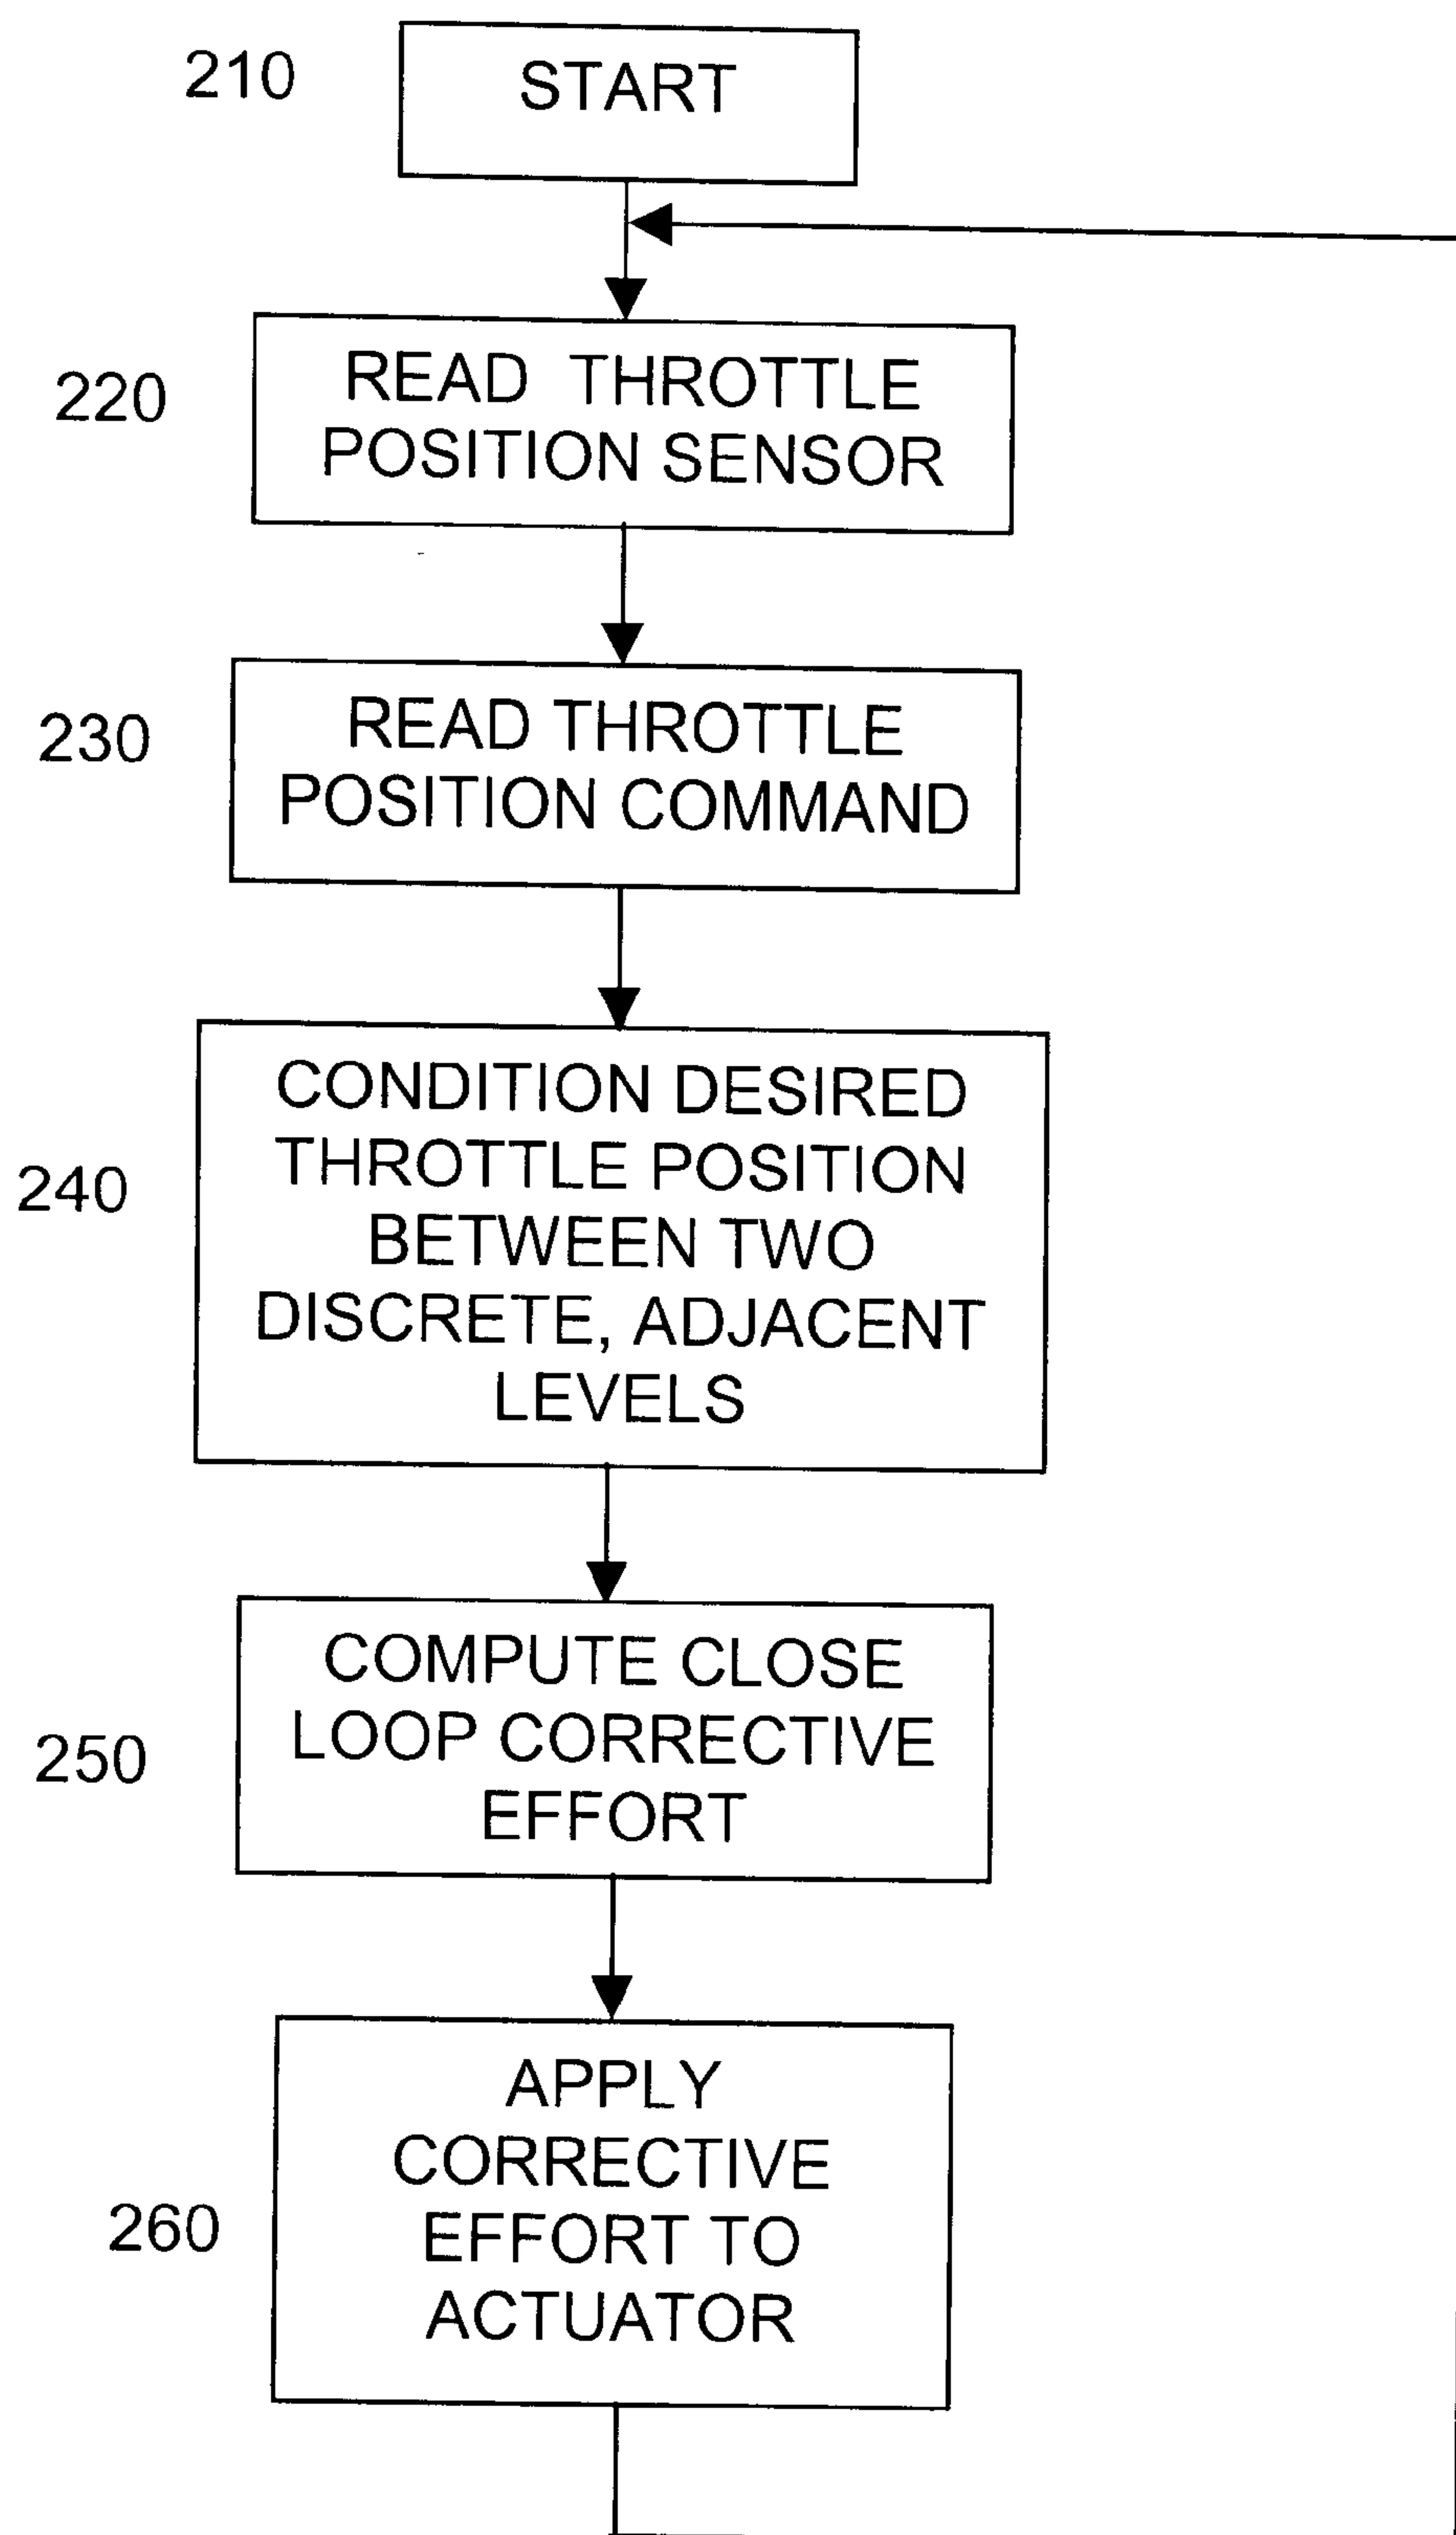 210
START
220
READ THROTTLE
POSITION SENSOR
230
READ THROTTLE
POSITION COMMAND
240
CONDITION DESIRED
THROTTLE POSITION
BETWEEN TWO
DISCRETE, ADJACENT
LEVELS
250
COMPUTE CLOSE
LOOP CORRECTIVE
EFFORT
260
APPLY
CORRECTIVE
EFFORT TO
ACTUATOR